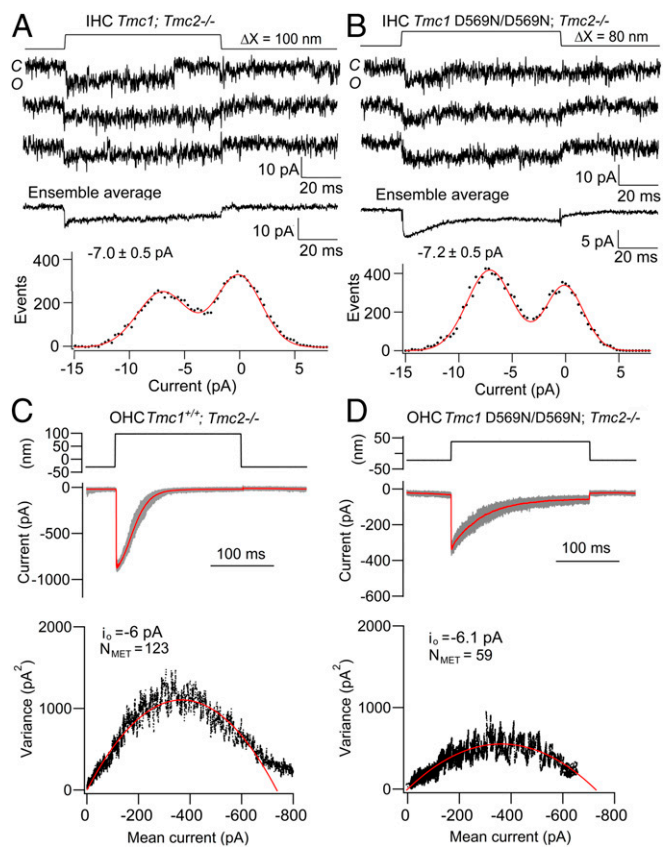 A
IHC Tmc1; Tmc2-/-
ΔX = 100 nm
C
O
10 pA
20 ms
Ensemble average
10 pA
20 ms
-7.0 ± 0.5 pA
400
200
0
Events
-15
-10
-5
0
5
Current (pA)
B
IHC Tmc1 D569N/D569N; Tmc2-/-
ΔX = 80 nm
C
O
10 pA
20 ms
Ensemble average
5 pA
20 ms
-7.2 ± 0.5 pA
400
200
0
Events
-15
-10
-5
0
5
Current (pA)
C
OHC Tmc1+/+; Tmc2-/-
100
50
0
-50
(nm)
0
-500
-1000
Current (pA)
100 ms
2000
1000
0
Variance (pA²)
io =-6 pA
NMET = 123
0
-200
-400
-600
-800
Mean current (pA)
D
OHC Tmc1 D569N/D569N; Tmc2-/-
50
0
-50
(nm)
0
-200
-400
-600
Current (pA)
100 ms
2000
1000
0
Variance (pA²)
io =-6.1 pA
NMET = 59
0
-200
-400
-600
-800
Mean current (pA)